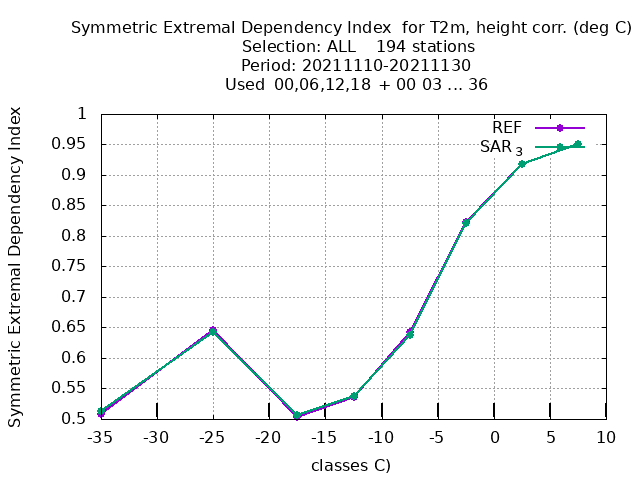 Symmetric Extremal Dependency Index for T2m, height corr. (deg C)
Selection: ALL 194 stations
Period: 20211110-20211130
Used 00,06,12,18 + 00 03 ... 36
Symmetric Extremal Dependency Index
1
0.95
0.9
0.85
0.8
0.75
0.7
0.65
0.6
0.55
0.5
REF
SAR 3
-35 -30 -25 -20 -15 -10 -5 0 5 10
classes C)